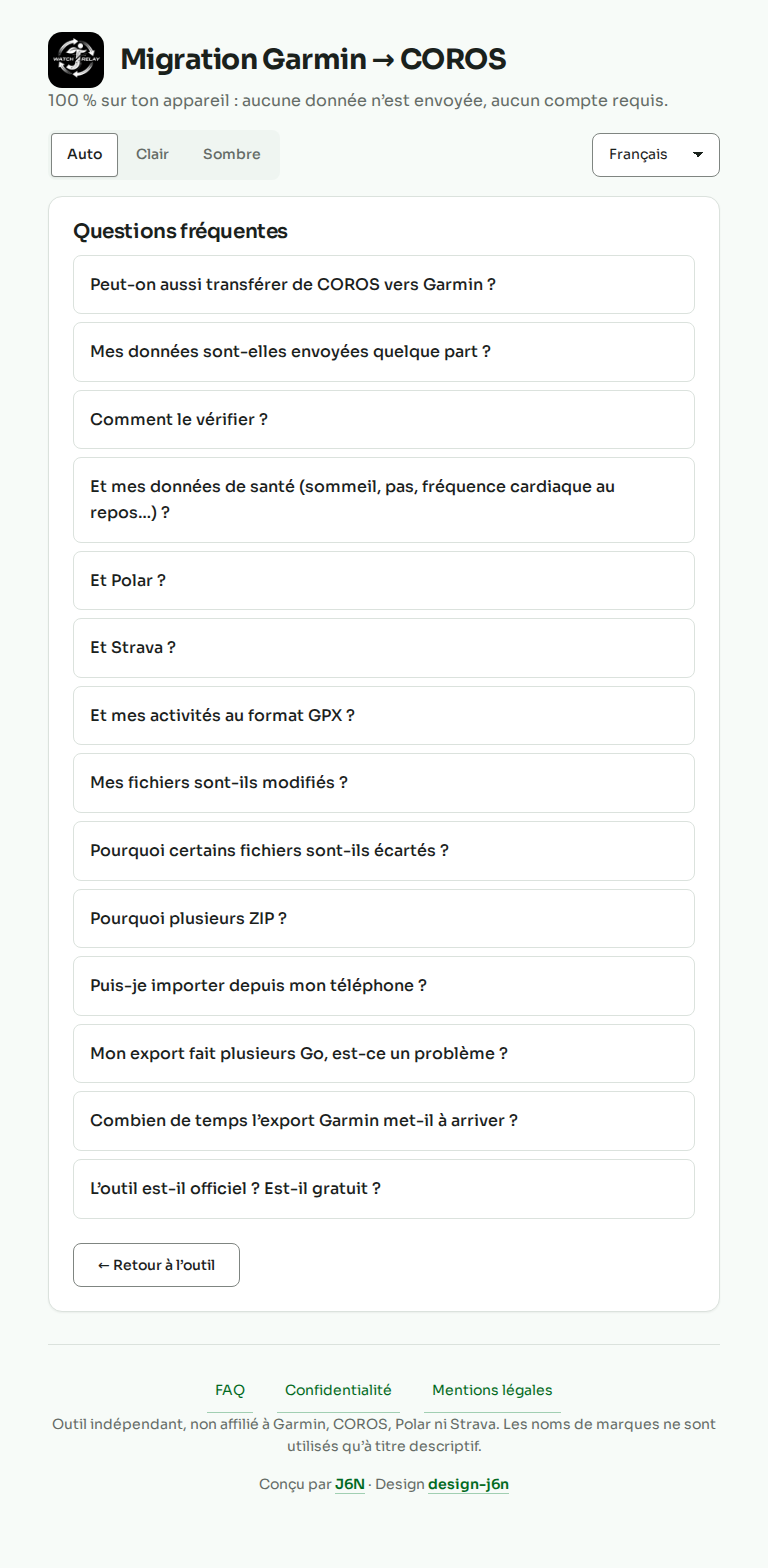 WATCH RELAY
Migration Garmin → COROS
100 % sur ton appareil : aucune donnée n’est envoyée, aucun compte requis.
Auto
Clair
Sombre
Français
Questions fréquentes
Peut-on aussi transférer de COROS vers Garmin ?
Mes données sont-elles envoyées quelque part ?
Comment le vérifier ?
Et mes données de santé (sommeil, pas, fréquence cardiaque au
repos…) ?
Et Polar ?
Et Strava ?
Et mes activités au format GPX ?
Mes fichiers sont-ils modifiés ?
Pourquoi certains fichiers sont-ils écartés ?
Pourquoi plusieurs ZIP ?
Puis-je importer depuis mon téléphone ?
Mon export fait plusieurs Go, est-ce un problème ?
Combien de temps l’export Garmin met-il à arriver ?
L’outil est-il officiel ? Est-il gratuit ?
← Retour à l’outil
FAQ
Confidentialité
Mentions légales
Outil indépendant, non affilié à Garmin, COROS, Polar ni Strava. Les noms de marques ne sont
utilisés qu’à titre descriptif.
Conçu par J6N · Design design-j6n